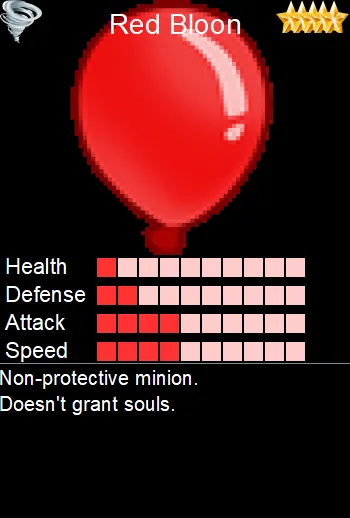 Red Bloon
Health
Defense
Attack
Speed
Non-protective minion.
Doesn't grant souls.